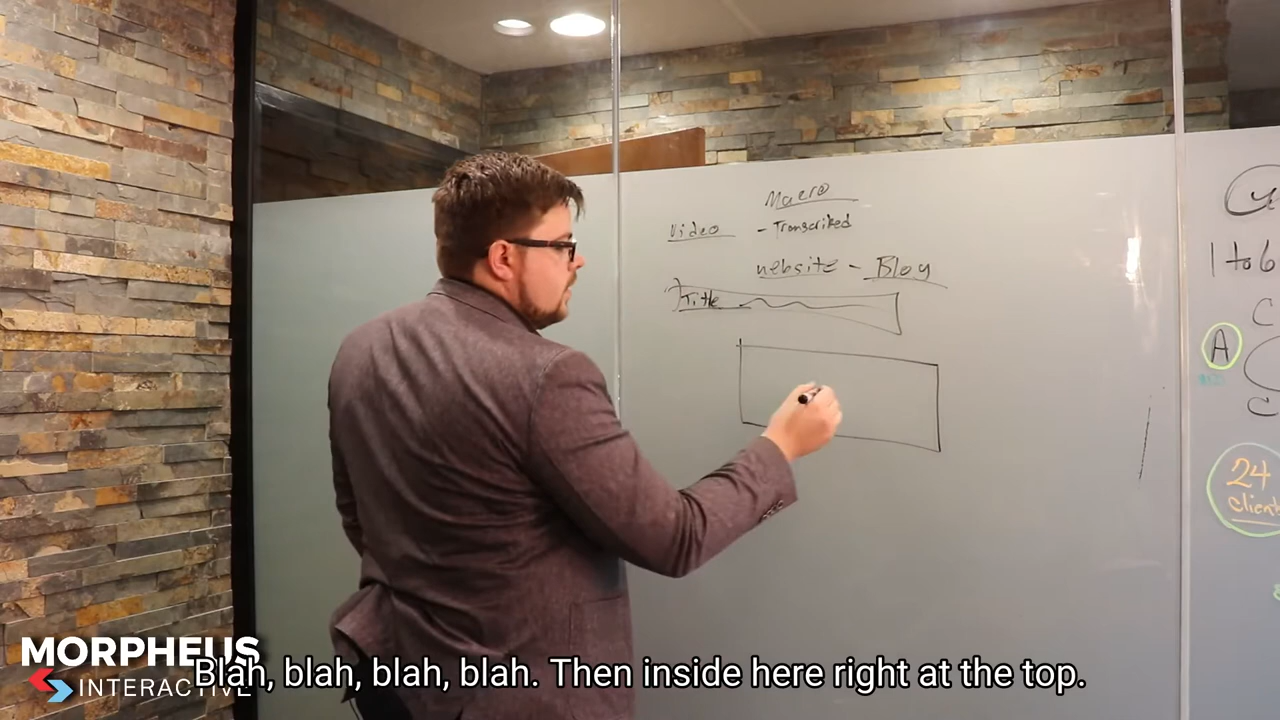 Macro
Video - Transcribed
website - Blog
Title
1 to 6
A
24
Client
MORPHEUS
INTERACTIVE
Blah, blah, blah, blah. Then inside here right at the top.